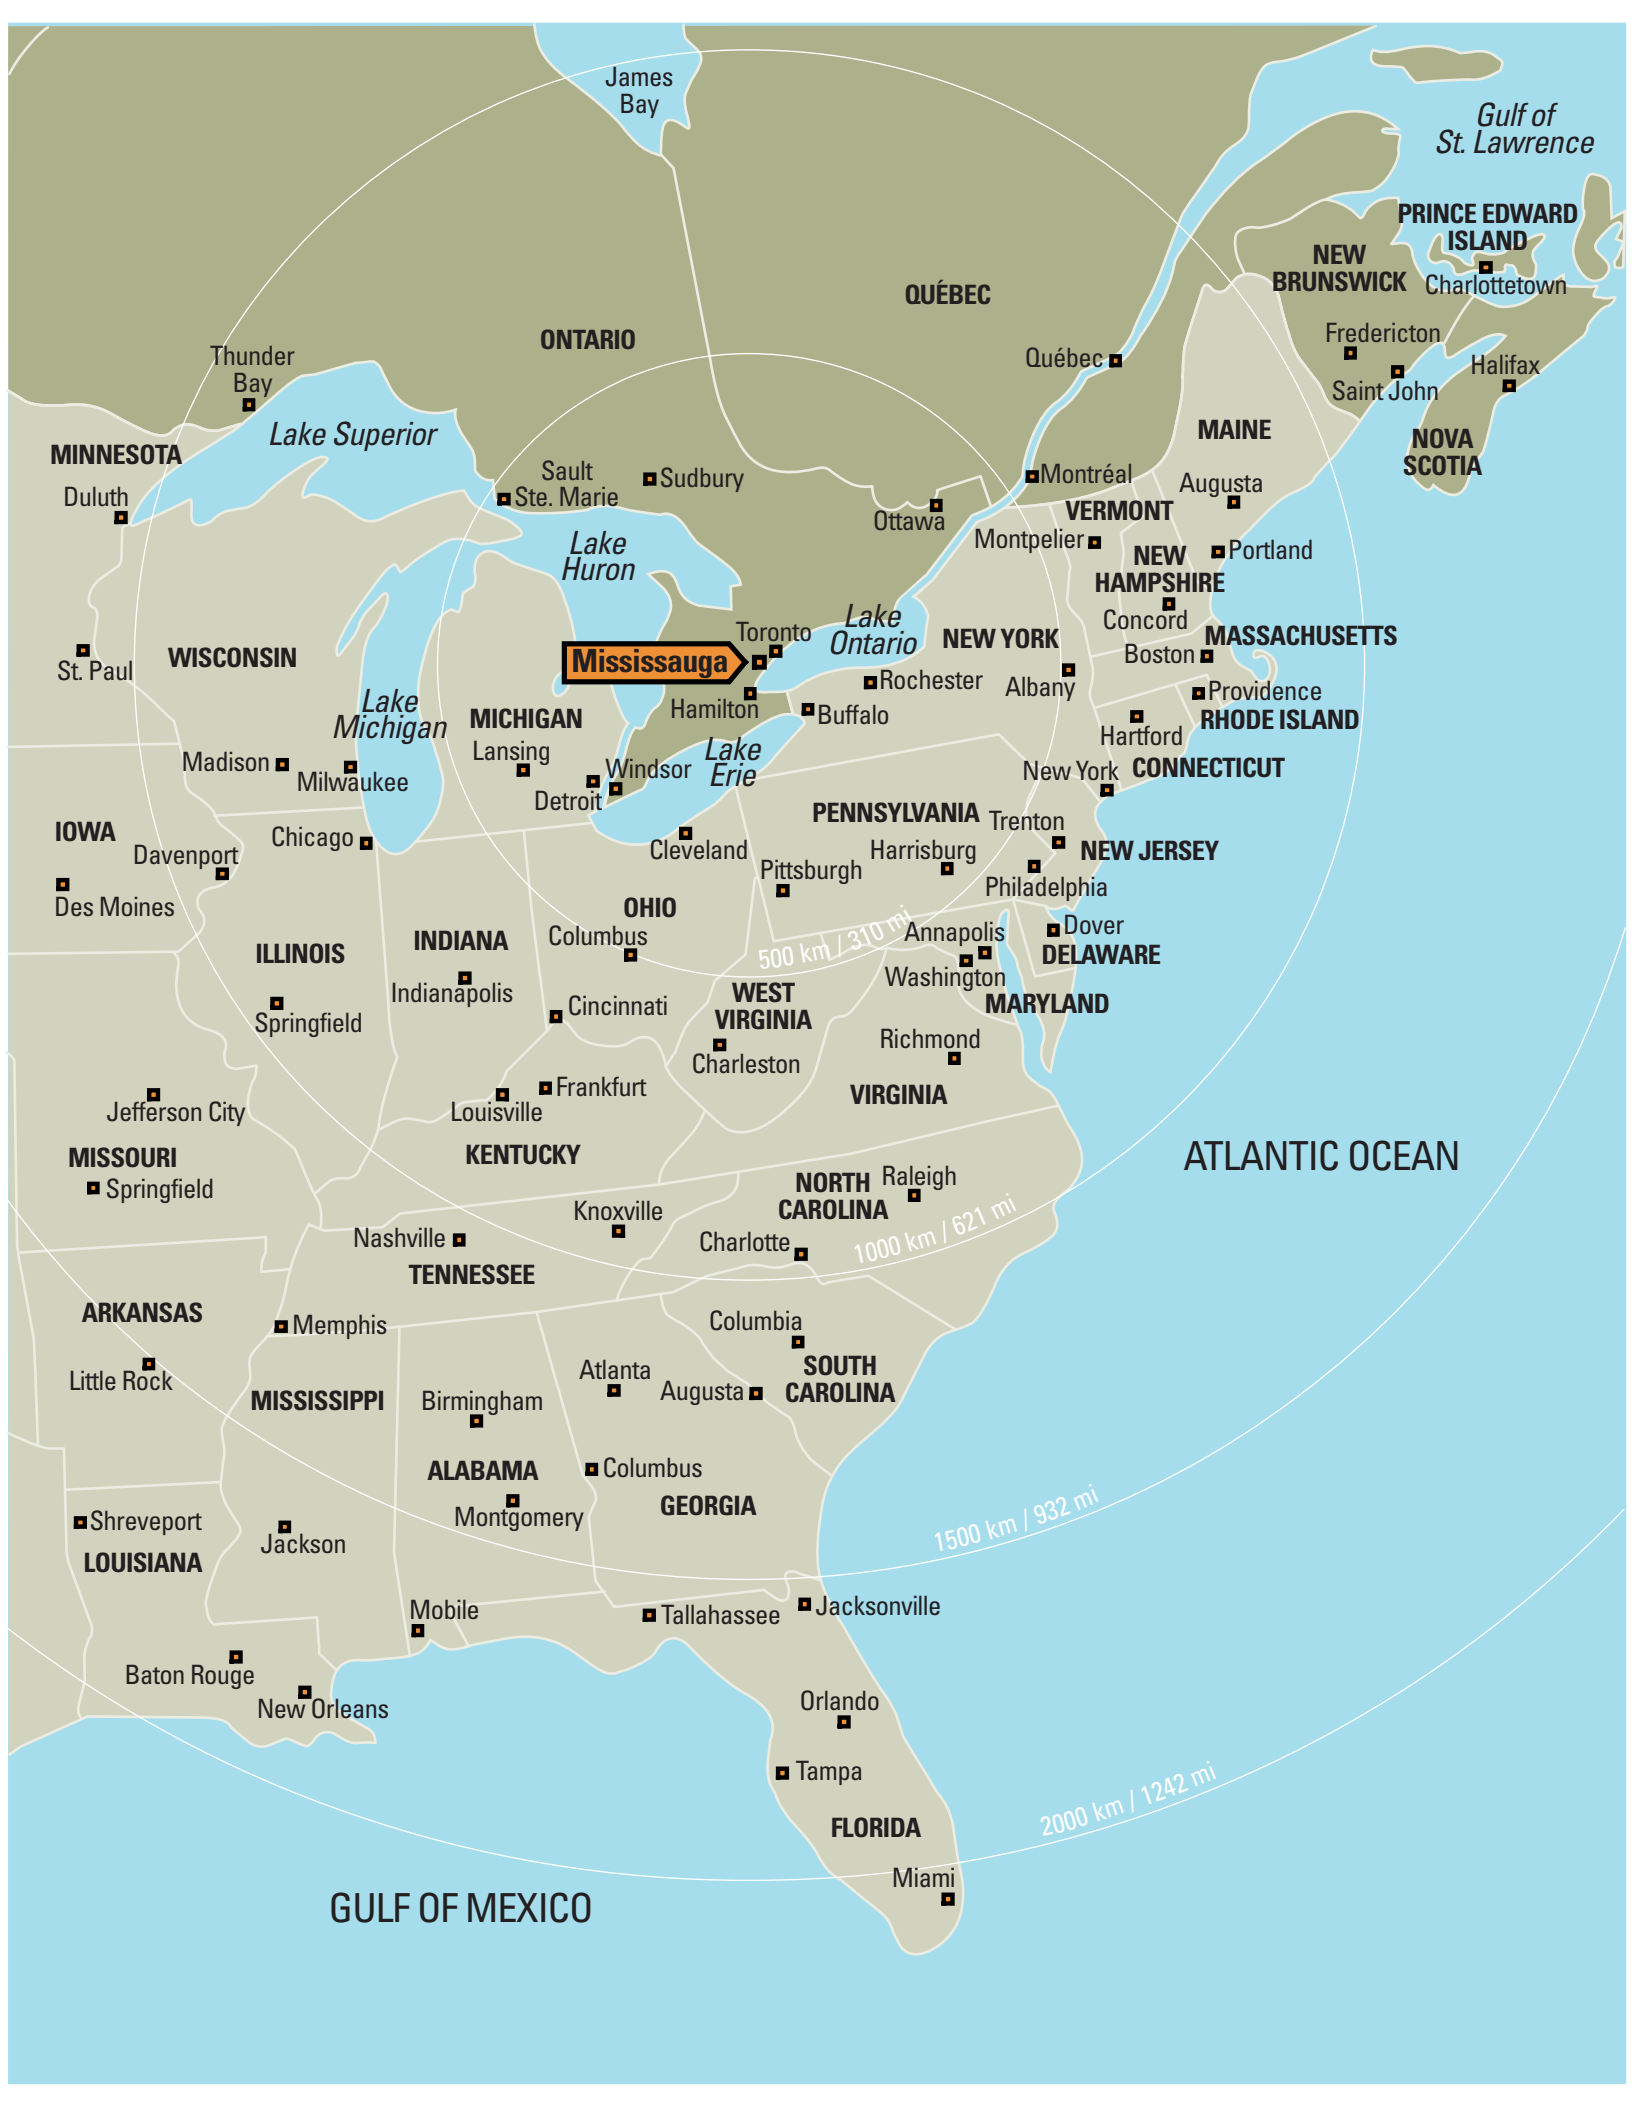 James
Bay
Gulf of
St. Lawrence
PRINCE EDWARD
ISLAND
NEW
BRUNSWICK
Charlottetown
QUÉBEC
ONTARIO
Fredericton
Thunder
Bay
Québec
Halifax
Saint John
Lake Superior
MAINE
NOVA
SCOTIA
MINNESOTA
Sault
Ste. Marie
Sudbury
Montréal
Augusta
Duluth
Ottawa
VERMONT
Montpelier
Lake
Huron
NEW
HAMPSHIRE
Portland
Concord
Lake
Ontario
Toronto
NEW YORK
MASSACHUSETTS
Boston
WISCONSIN
Mississauga
St. Paul
Rochester
Albany
Providence
Lake
Michigan
MICHIGAN
Hamilton
Buffalo
RHODE ISLAND
Hartford
Lansing
Lake
Erie
Madison
Milwaukee
Windsor
Detroit
New York
CONNECTICUT
PENNSYLVANIA
Trenton
IOWA
Chicago
Davenport
Cleveland
Harrisburg
NEW JERSEY
Pittsburgh
Philadelphia
Des Moines
OHIO
Columbus
500 km / 310 mi
Annapolis
Dover
INDIANA
ILLINOIS
DELAWARE
Washington
Indianapolis
WEST
VIRGINIA
MARYLAND
Cincinnati
Springfield
Richmond
Charleston
Frankfurt
VIRGINIA
Jefferson City
Louisville
MISSOURI
KENTUCKY
ATLANTIC OCEAN
Springfield
NORTH
CAROLINA
Raleigh
Knoxville
Nashville
Charlotte
1000 km / 621 mi
TENNESSEE
ARKANSAS
Memphis
Columbia
Little Rock
Atlanta
SOUTH
CAROLINA
Augusta
MISSISSIPPI
Birmingham
ALABAMA
Columbus
GEORGIA
Montgomery
Shreveport
Jackson
1500 km / 932 mi
LOUISIANA
Mobile
Tallahassee
Jacksonville
Baton Rouge
New Orleans
Orlando
Tampa
2000 km / 1242 mi
FLORIDA
Miami
GULF OF MEXICO